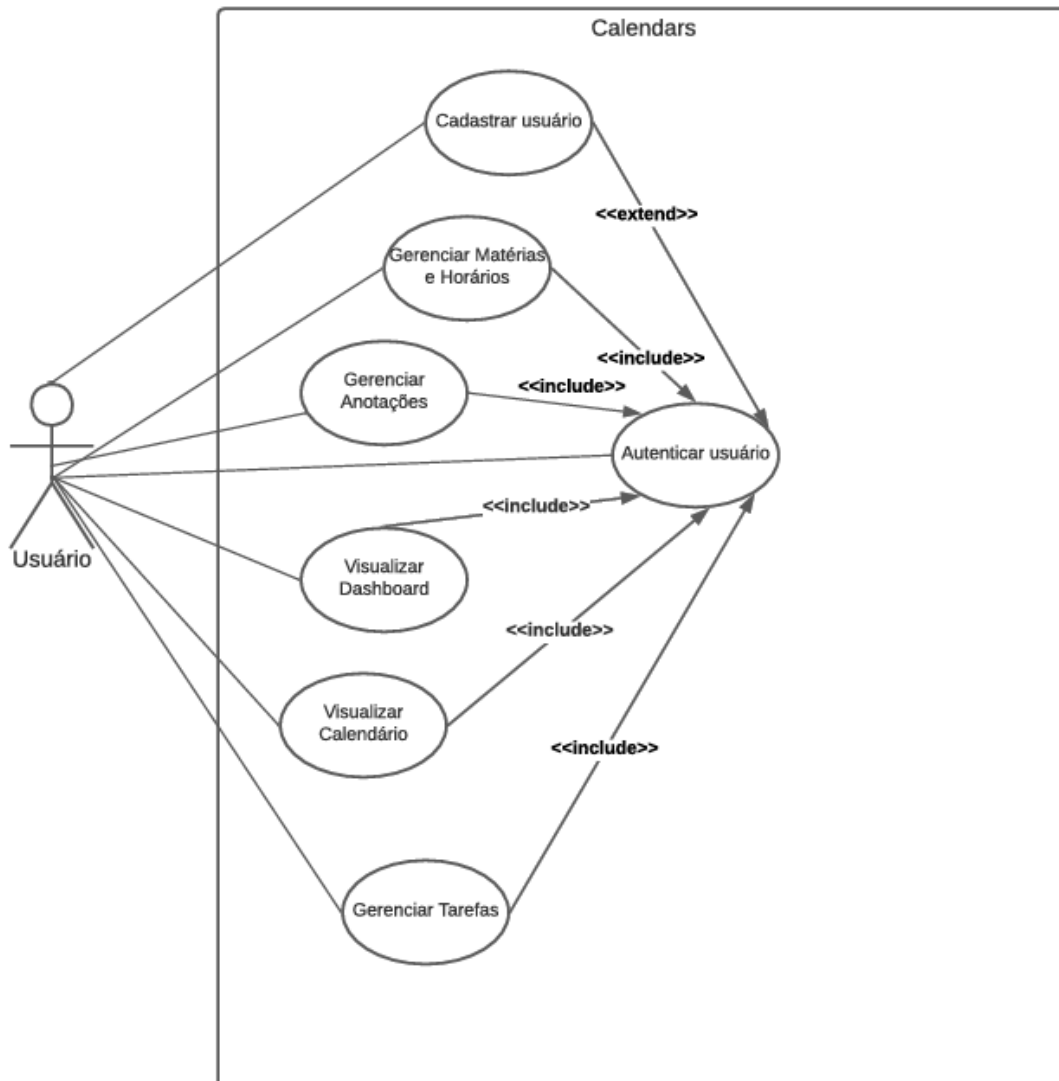 Calendars
Cadastrar usuário
<<extend>>
Gerenciar Matérias
e Horários
<<include>>
Gerenciar
Anotações
<<include>>
Autenticar usuário
<<include>>
Usuário
Visualizar
Dashboard
<<include>>
Visualizar
Calendário
<<include>>
Gerenciar Tarefas